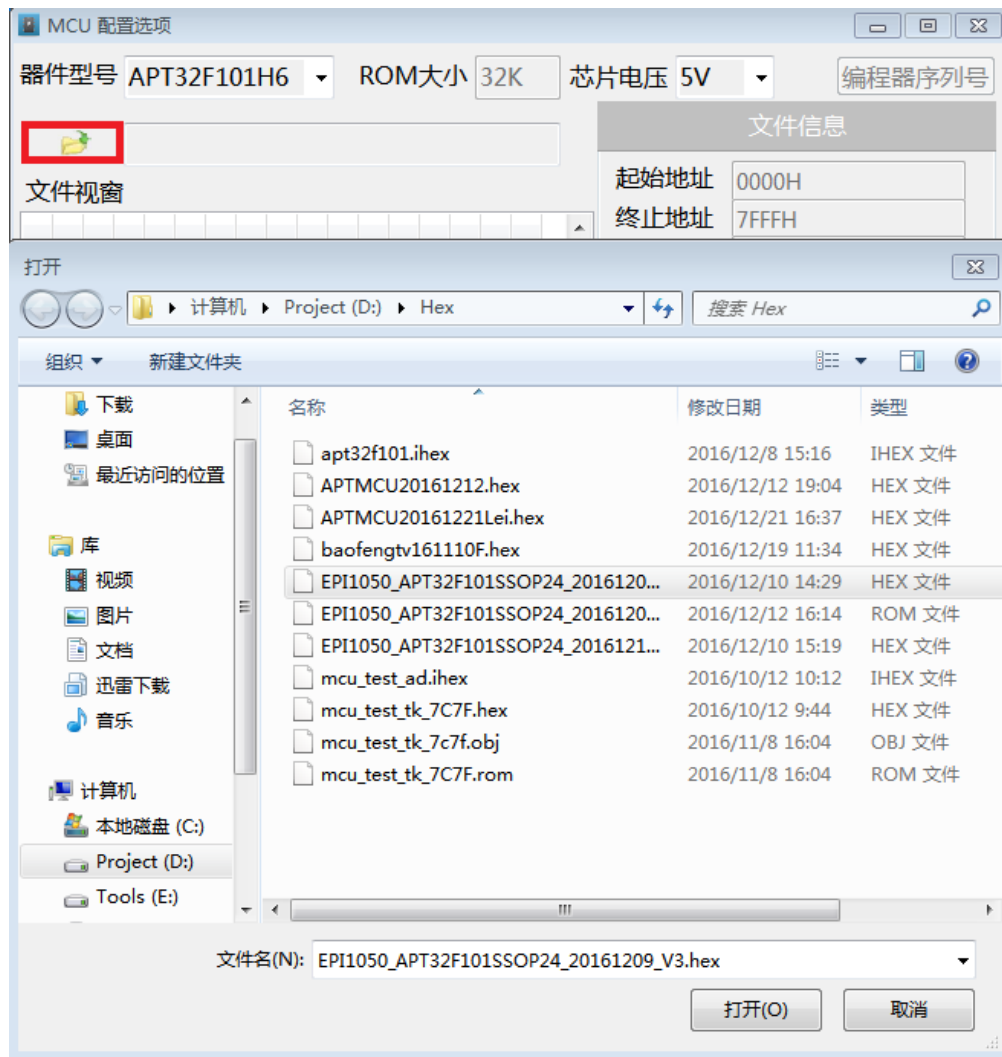 MCU 配置选项
器件型号 APT32F101H6 ROM大小 32K 芯片电压 5V 编程器序列号
文件信息
文件视窗
起始地址 0000H
终止地址 7FFFH
打开
计算机 Project (D:) Hex 搜索 Hex
组织 新建文件夹
下载
桌面
最近访问的位置
库
视频
图片
文档
迅雷下载
音乐
计算机
本地磁盘 (C:)
Project (D:)
Tools (E:)
名称 修改日期 类型
apt32f101.ihex 2016/12/8 15:16 IHEX 文件
APTMCU20161212.hex 2016/12/12 19:04 HEX 文件
APTMCU20161221Lei.hex 2016/12/21 16:37 HEX 文件
baofengtv161110F.hex 2016/12/19 11:34 HEX 文件
EPI1050_APT32F101SSOP24_2016120... 2016/12/10 14:29 HEX 文件
EPI1050_APT32F101SSOP24_2016120... 2016/12/12 16:14 ROM 文件
EPI1050_APT32F101SSOP24_2016121... 2016/12/10 15:19 HEX 文件
mcu_test_ad.ihex 2016/10/12 10:12 IHEX 文件
mcu_test_tk_7C7F.hex 2016/10/12 9:44 HEX 文件
mcu_test_tk_7c7f.obj 2016/11/8 16:04 OBJ 文件
mcu_test_tk_7C7F.rom 2016/11/8 16:04 ROM 文件
文件名(N): EPI1050_APT32F101SSOP24_20161209_V3.hex
打开(O) 取消